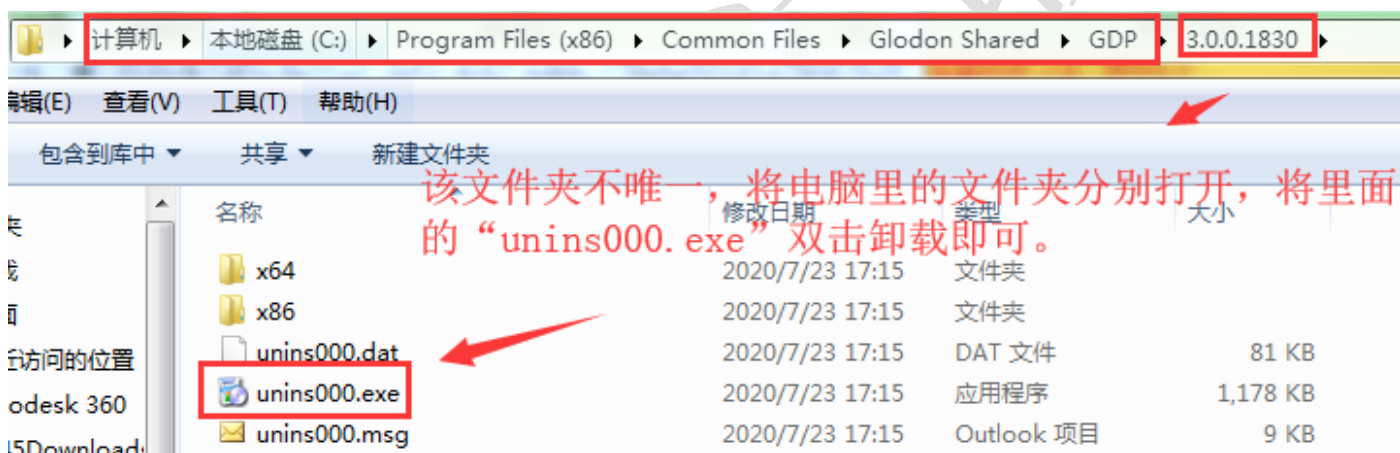 计算机 ▸ 本地磁盘 (C:) ▸ Program Files (x86) ▸ Common Files ▸ Glodon Shared ▸ GDP ▸ 3.0.0.1830 ▸
编辑(E) 查看(V) 工具(T) 帮助(H)
包含到库中 共享 新建文件夹
该文件夹不唯一，将电脑里的文件夹分别打开，将里面
的“unins000.exe”双击卸载即可。
名称 修改日期 类型 大小
x64 2020/7/23 17:15 文件夹
x86 2020/7/23 17:15 文件夹
unins000.dat 2020/7/23 17:15 DAT 文件 81 KB
unins000.exe 2020/7/23 17:15 应用程序 1,178 KB
unins000.msg 2020/7/23 17:15 Outlook 项目 9 KB
夹
面
近访问的位置
odesk 360
45Downloads